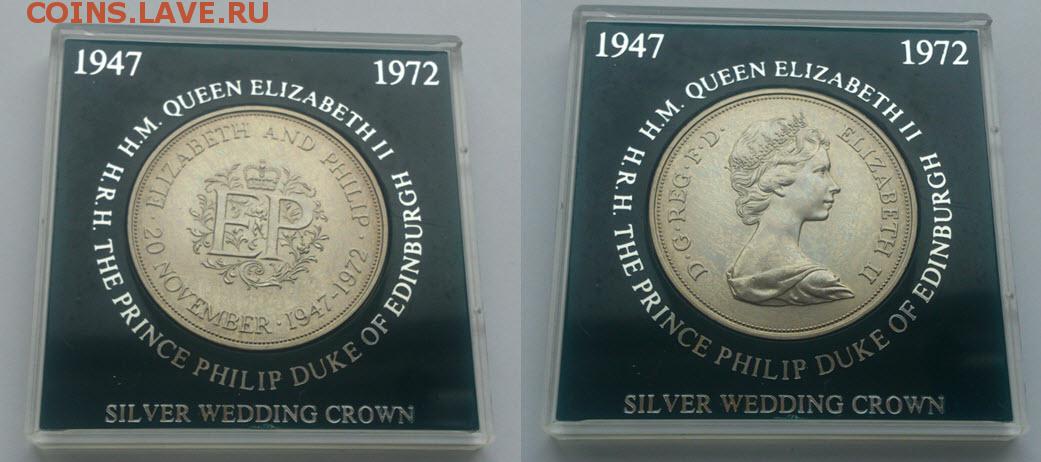 COINS.LAVE.RU
1947
1972
H.R.H. THE PRINCE PHILIP DUKE OF EDINBURGH
H.M. QUEEN ELIZABETH II
ELIZABETH AND PHILIP
20 NOVEMBER · 1947-1972
EP
SILVER WEDDING CROWN
1947
1972
H.R.H. THE PRINCE PHILIP DUKE OF EDINBURGH
H.M. QUEEN ELIZABETH II
D·G·REG·F·D· ELIZABETH II
SILVER WEDDING CROWN